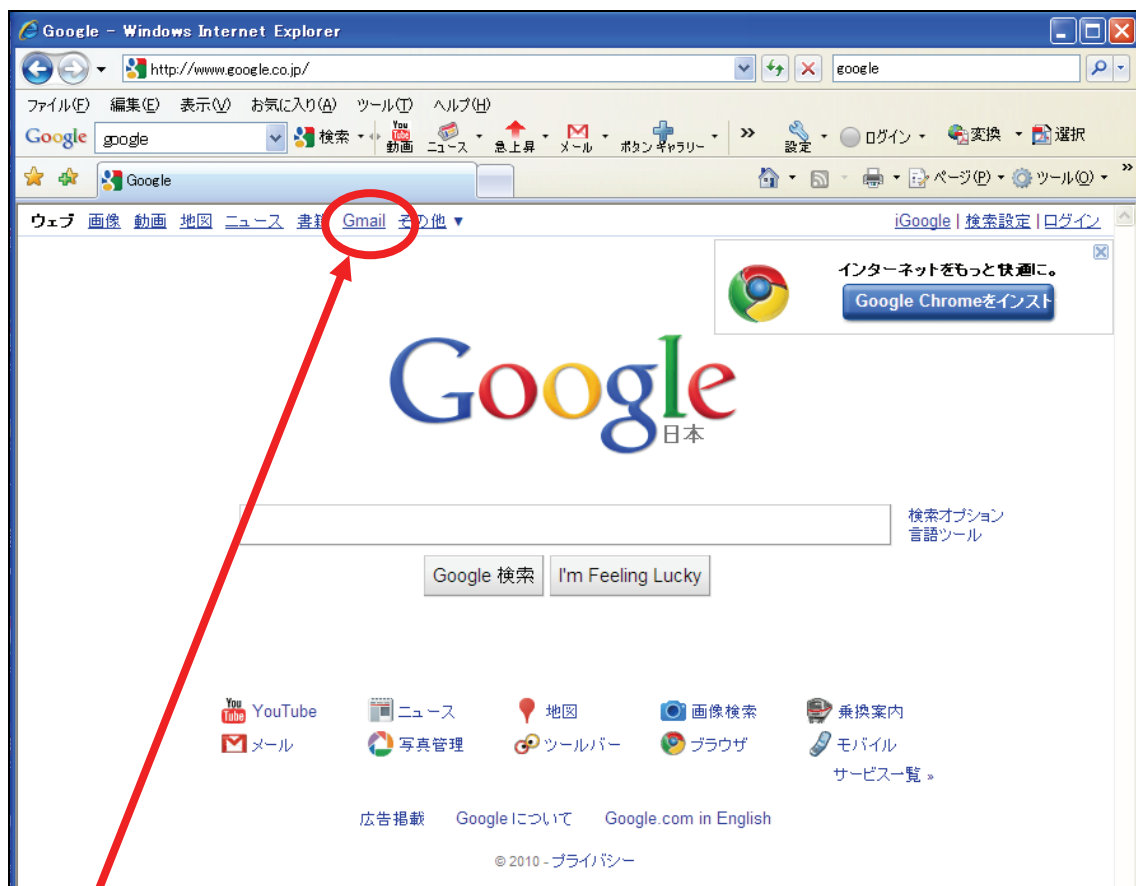 Google - Windows Internet Explorer
http://www.google.co.jp/ google
ファイル(F) 編集(E) 表示(V) お気に入り(A) ツール(T) ヘルプ(H)
Google google 検索 You Tube 動画 ニュース 急上昇 メール ボタン ギャラリー » 設定 ログイン 変換 選択
Google ページ(P) ツール(O) »
ウェブ 画像 動画 地図 ニュース 書籍 Gmail その他 ▼ iGoogle | 検索設定 | ログイン
インターネットをもっと快適に。
Google Chromeをインスト
Google
日本
検索オプション
言語ツール
Google 検索 I'm Feeling Lucky
You Tube YouTube ニュース 地図 画像検索 乗換案内
メール 写真管理 ツールバー ブラウザ モバイル
サービス一覧 »
広告掲載 Google について Google.com in English
© 2010 - プライバシー